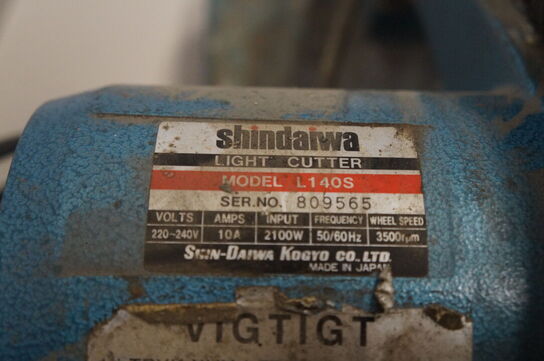 shindaiwa
LIGHT CUTTER
MODEL L140S
SER.NO. 809565
VOLTS AMPS INPUT FREQUENCY WHEEL SPEED
220~240V 10A 2100W 50/60Hz 3500rpm
SHIN-DAIWA KOGYO CO.,LTD.
MADE IN JAPAN
VIGTIGT